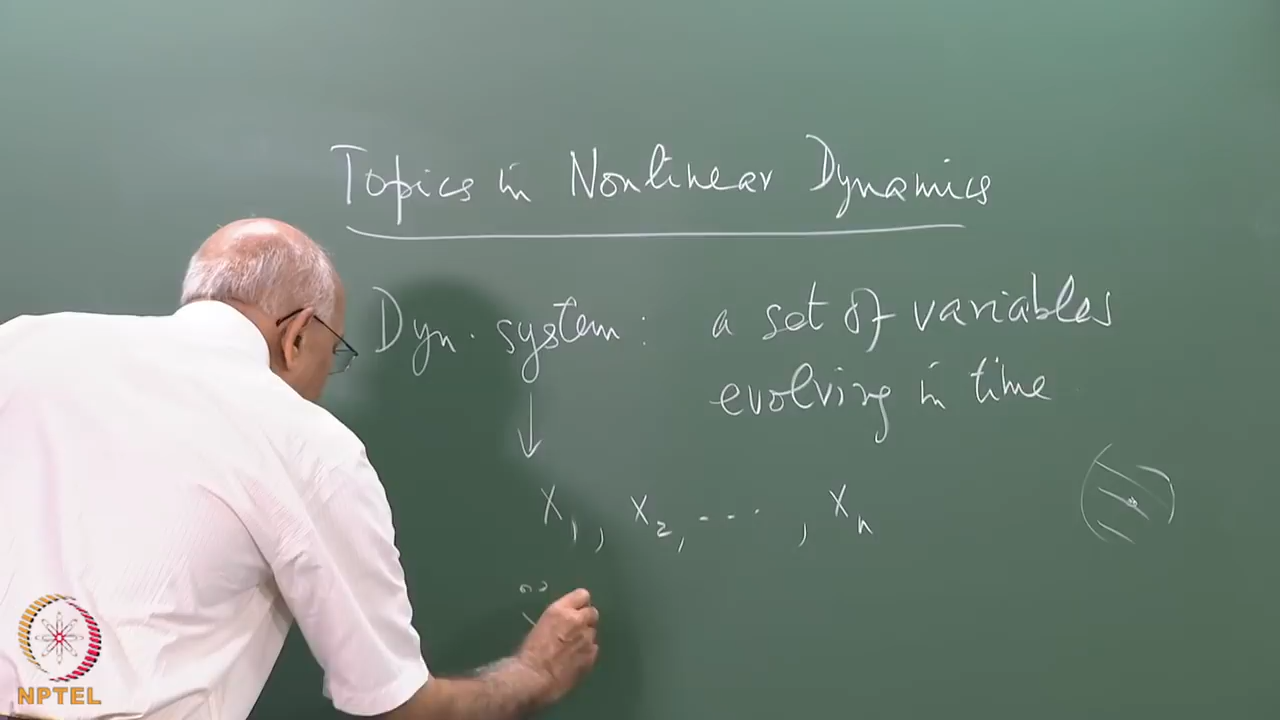 Topics in Nonlinear Dynamics
Dyn. system : a set of variables
evolving in time
x₁, x₂, ---- , xₙ
NPTEL